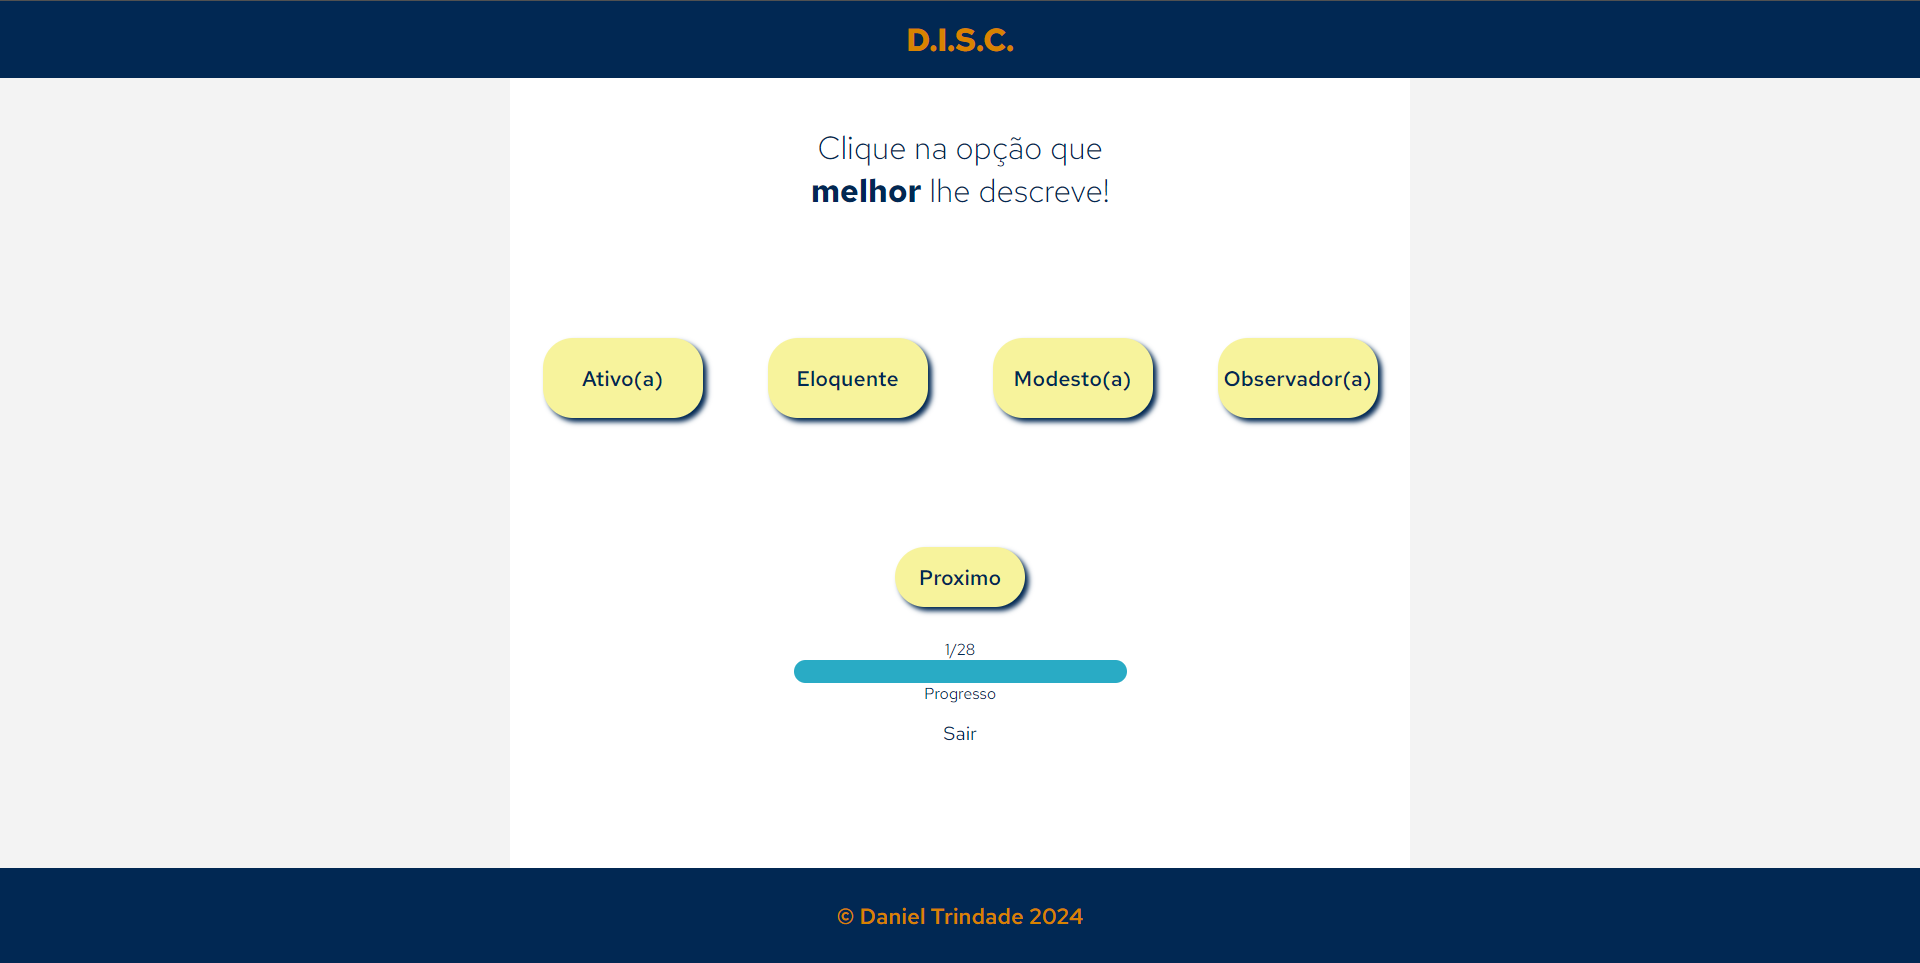 D.I.S.C.
Clique na opção que
melhor lhe descreve!
Ativo(a)
Eloquente
Modesto(a)
Observador(a)
Proximo
1/28
Progresso
Sair
© Daniel Trindade 2024